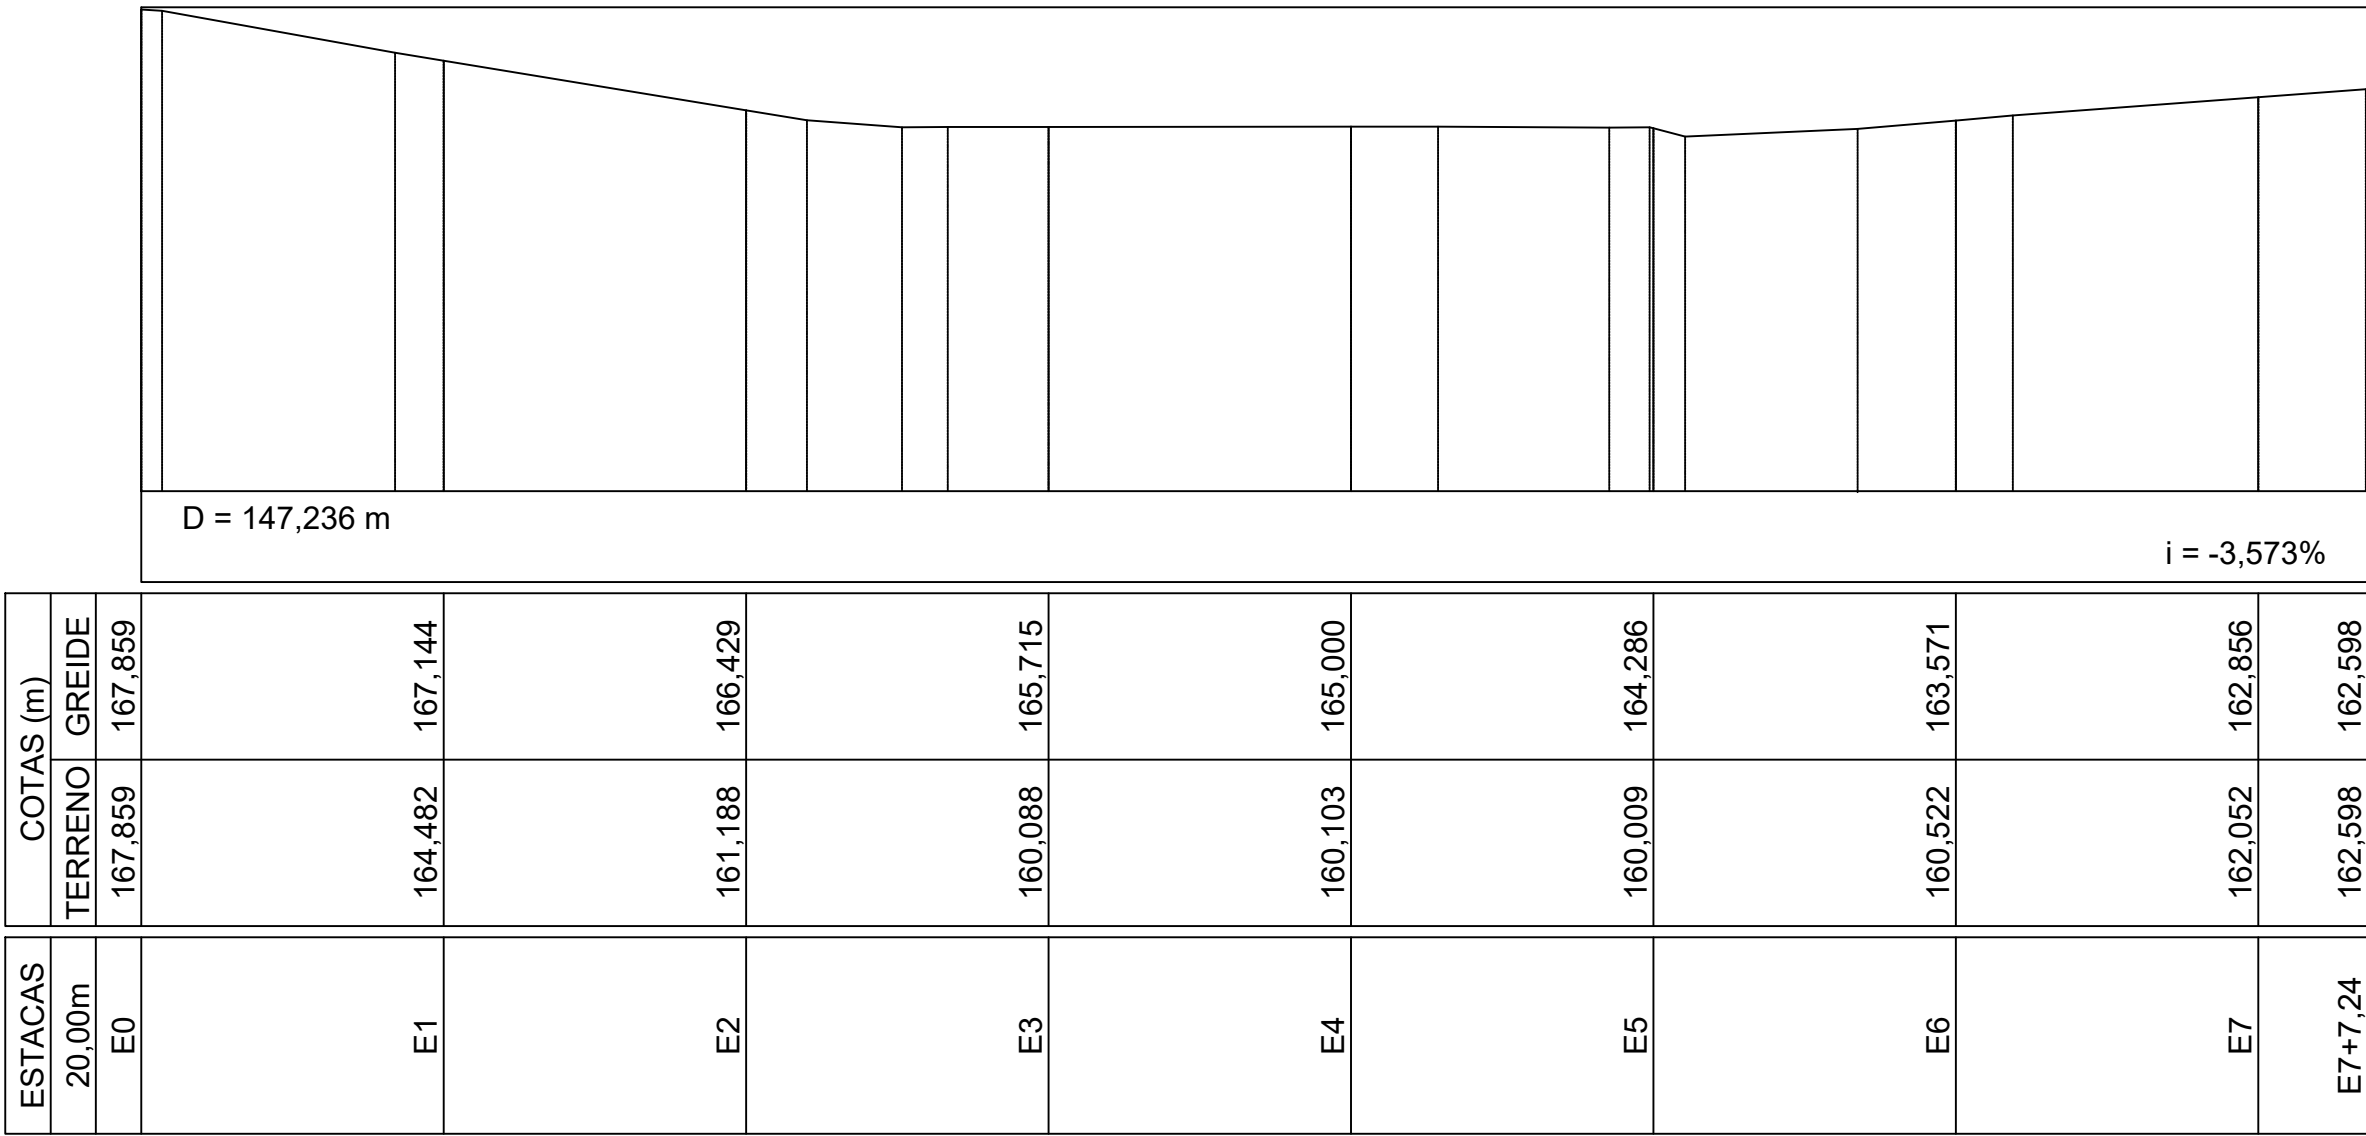 D = 147,236 m
i = -3,573%
COTAS (m)
GREIDE 167,859 167,144 166,429 165,715 165,000 164,286 163,571 162,856 162,598
TERRENO 167,859 164,482 161,188 160,088 160,103 160,009 160,522 162,052 162,598
ESTACAS
20,00m E0 E1 E2 E3 E4 E5 E6 E7 E7+7,24